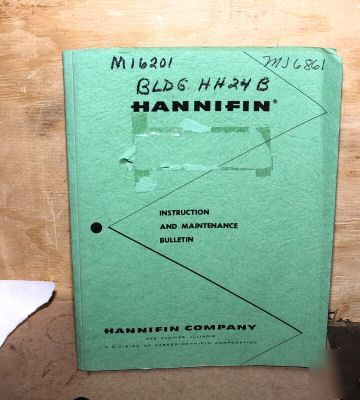 M16201
MJ6861
BLDG HH24B
HANNIFIN®
INSTRUCTION
AND MAINTENANCE
BULLETIN
HANNIFIN COMPANY
DES PLAINES, ILLINOIS
A DIVISION OF PARKER-HANNIFIN CORPORATION